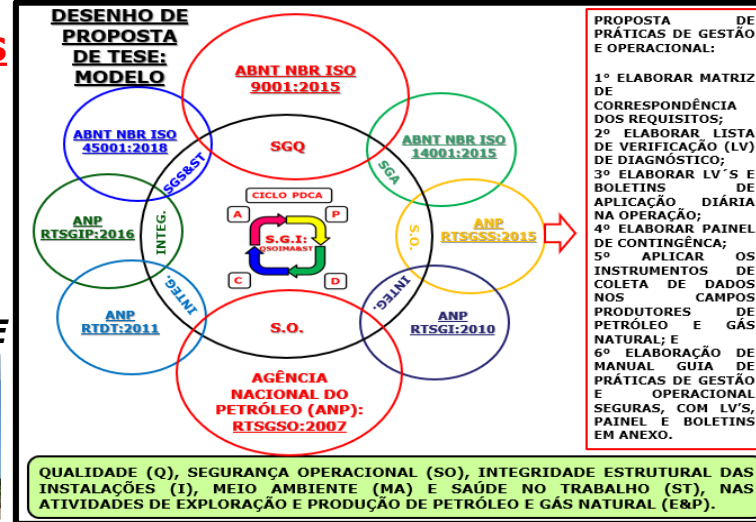 S
E
DESENHO DE
PROPOSTA
DE TESE:
MODELO
ABNT NBR ISO
9001:2015
SGQ
ABNT NBR ISO
45001:2018
SGS&ST
ABNT NBR ISO
14001:2015
SGA
ANP
RTSGIP:2016
INTEG.
ANP
RTSGSS:2015
S.O.
CICLO PDCA
A
P
S.G.I:
QSOIMA&ST
C
D
ANP
RTDT:2011
INTEG.
ANP
RTSGI:2010
INTEG.
S.O.
AGÊNCIA
NACIONAL DO
PETRÓLEO (ANP):
RTSGSO:2007
PROPOSTA DE
PRÁTICAS DE GESTÃO
E OPERACIONAL:
1° ELABORAR MATRIZ
DE
CORRESPONDÊNCIA
DOS REQUISITOS;
2° ELABORAR LISTA
DE VERIFICAÇÃO (LV)
DE DIAGNÓSTICO;
3° ELABORAR LV´S E
BOLETINS DE
APLICAÇÃO DIÁRIA
NA OPERAÇÃO;
4° ELABORAR PAINEL
DE CONTINGÊNCA;
5° APLICAR OS
INSTRUMENTOS DE
COLETA DE DADOS
NOS CAMPOS
PRODUTORES DE
PETRÓLEO E GÁS
NATURAL; E
6° ELABORAÇÃO DE
MANUAL GUIA DE
PRÁTICAS DE GESTÃO
E OPERACIONAL
SEGURAS, COM LV'S,
PAINEL E BOLETINS
EM ANEXO.
QUALIDADE (Q), SEGURANÇA OPERACIONAL (SO), INTEGRIDADE ESTRUTURAL DAS
INSTALAÇÕES (I), MEIO AMBIENTE (MA) E SAÚDE NO TRABALHO (ST), NAS
ATIVIDADES DE EXPLORAÇÃO E PRODUÇÃO DE PETRÓLEO E GÁS NATURAL (E&P).